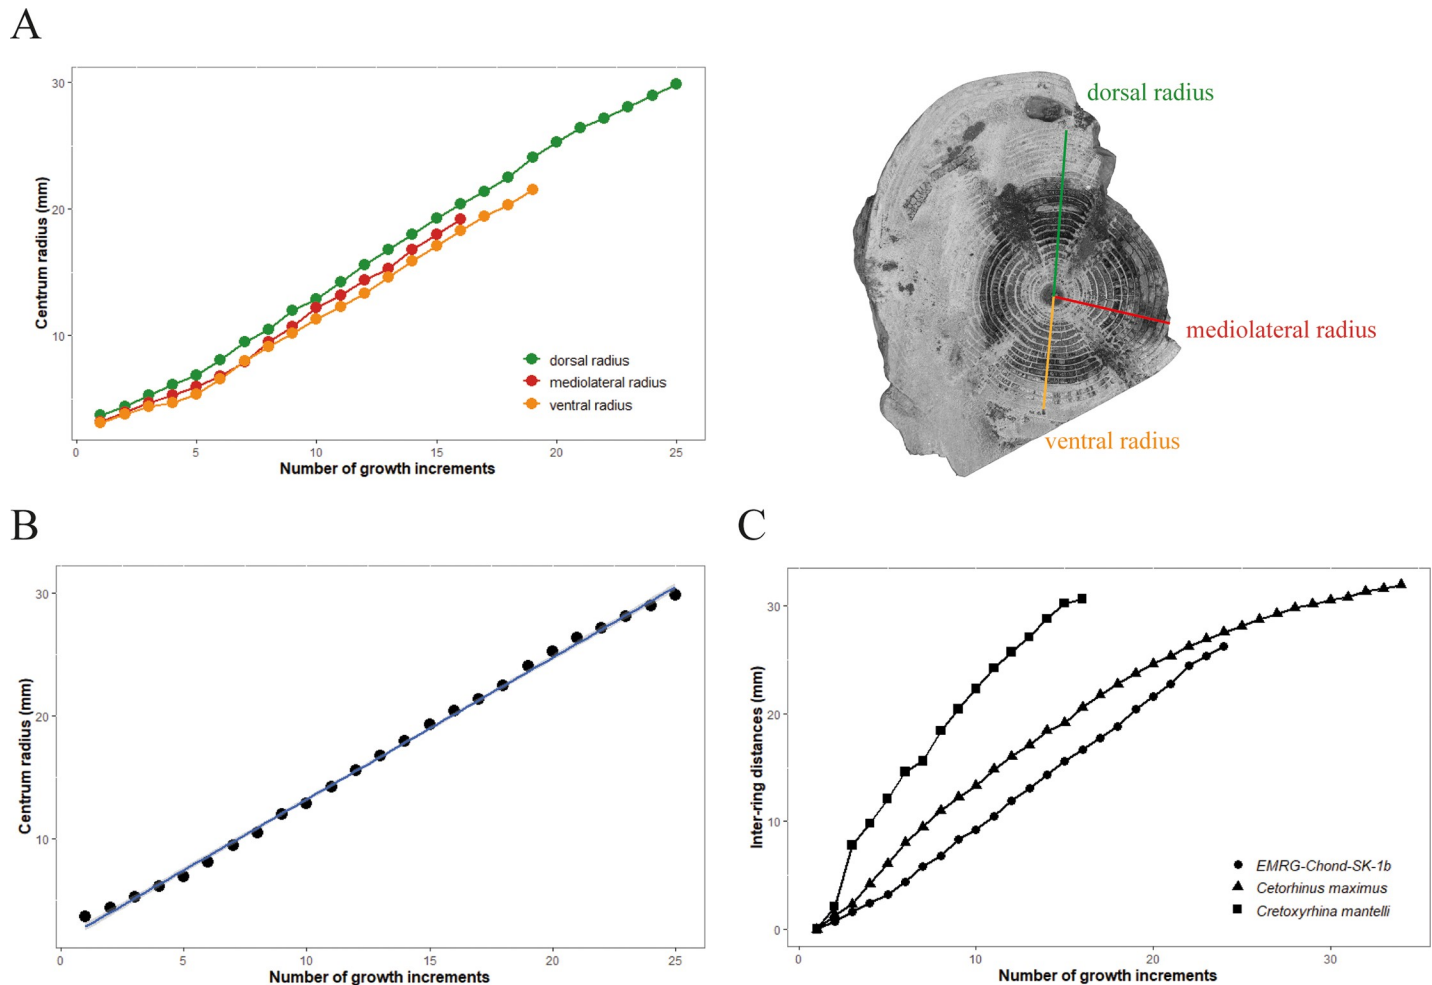 A
30
20
10
0
5
10
15
20
25
Centrum radius (mm)
Number of growth increments
dorsal radius
mediolateral radius
ventral radius
dorsal radius
mediolateral radius
ventral radius
B
30
20
10
0
5
10
15
20
25
Centrum radius (mm)
Number of growth increments
C
30
20
10
0
0
10
20
30
Inter-ring distances (mm)
Number of growth increments
EMRG-Chond-SK-1b
Cetorhinus maximus
Cretoxyrhina mantelli